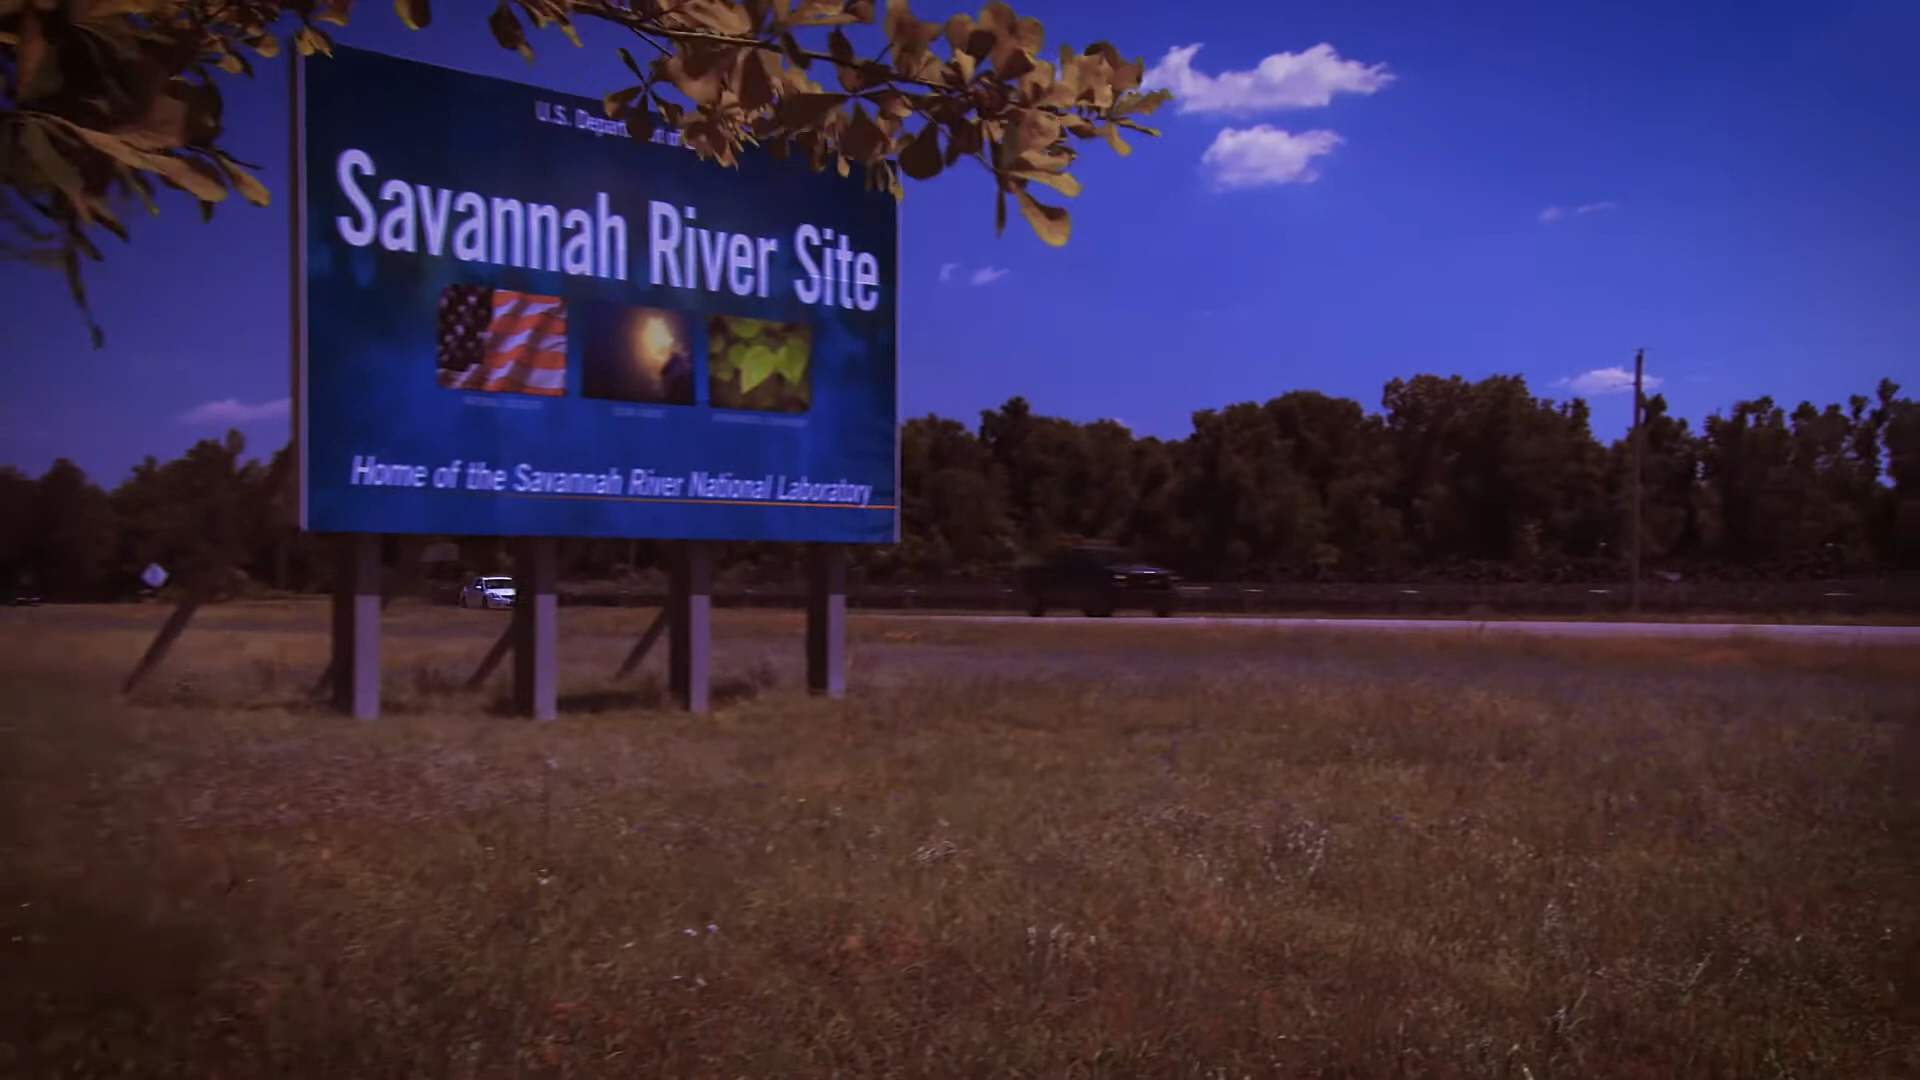 U.S.
Savannah River Site
Home of the Savannah River National Laboratory